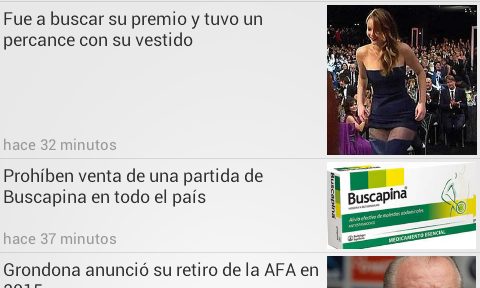 Fue a buscar su premio y tuvo un
percance con su vestido
hace 32 minutos
Prohíben venta de una partida de
Buscapina en todo el país
Buscapina
Buscapina
MEDICAMENTO ESENCIAL
hace 37 minutos
Grondona anunció su retiro de la AFA en
2015